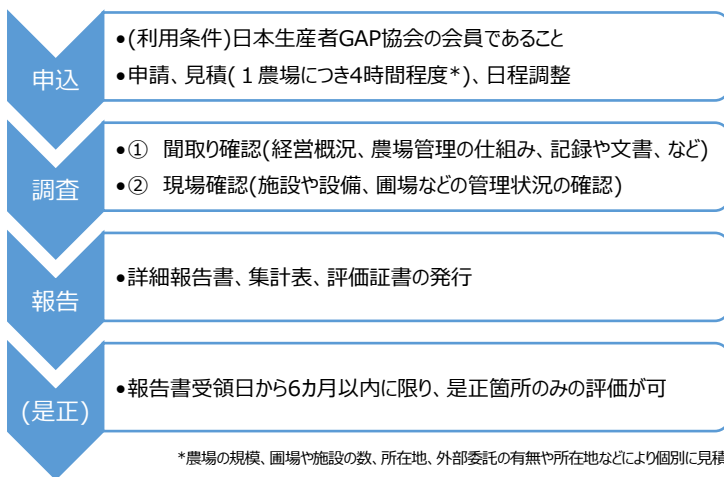 申込
•(利用条件)日本生産者GAP協会の会員であること
•申請、見積(１農場につき4時間程度*)、日程調整
調査
•① 聞取り確認(経営概況、農場管理の仕組み、記録や文書、など)
•② 現場確認(施設や設備、圃場などの管理状況の確認)
報告
•詳細報告書、集計表、評価証書の発行
(是正)
•報告書受領日から6カ月以内に限り、是正箇所のみの評価が可
*農場の規模、圃場や施設の数、所在地、外部委託の有無や所在地などにより個別に見積